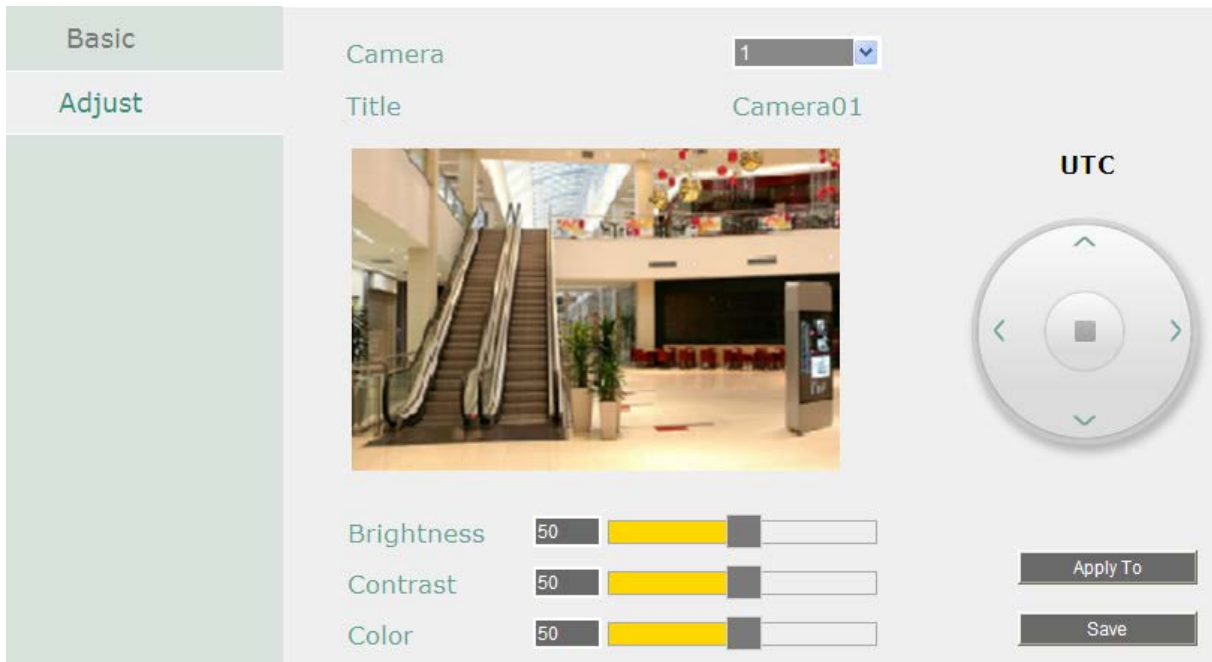 Basic
Adjust
Camera 1
Title Camera01
UTC
Brightness 50
Contrast 50
Color 50
Apply To
Save